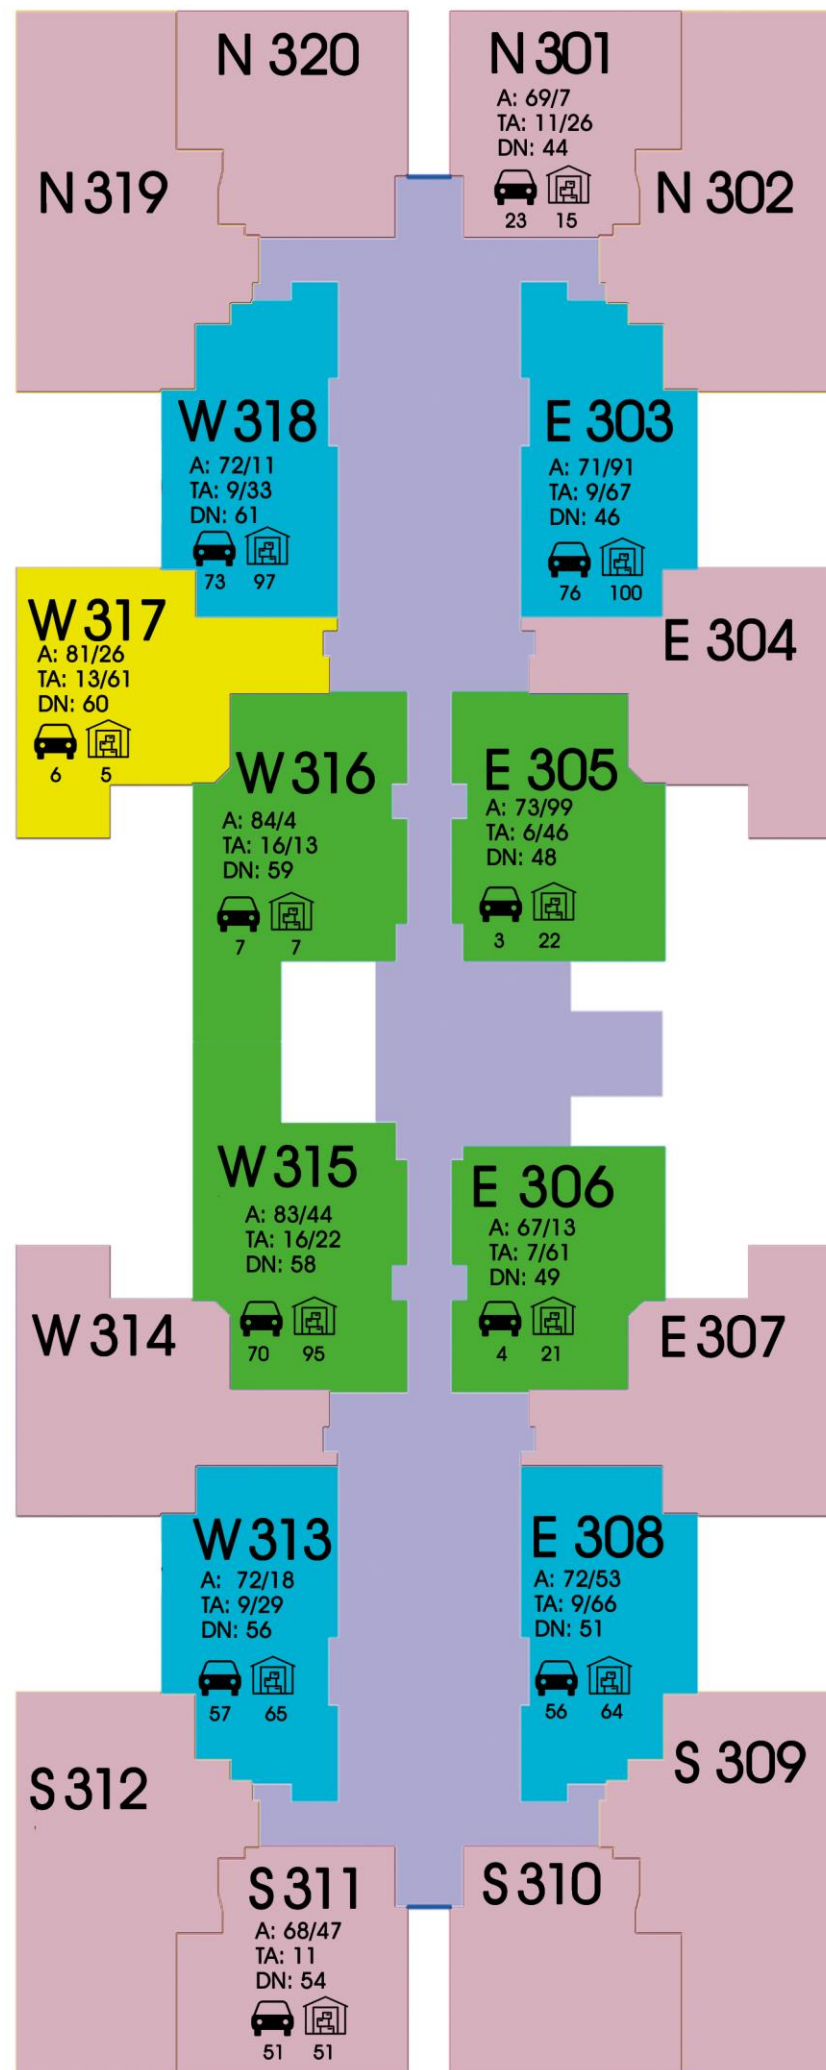 N 320
N 301
A: 69/7
TA: 11/26
DN: 44
23 15
N 319
N 302
W 318
A: 72/11
TA: 9/33
DN: 61
73 97
E 303
A: 71/91
TA: 9/67
DN: 46
76 100
W 317
A: 81/26
TA: 13/61
DN: 60
6 5
E 304
W 316
A: 84/4
TA: 16/13
DN: 59
7 7
E 305
A: 73/99
TA: 6/46
DN: 48
3 22
W 315
A: 83/44
TA: 16/22
DN: 58
70 95
E 306
A: 67/13
TA: 7/61
DN: 49
4 21
W 314
E 307
W 313
A: 72/18
TA: 9/29
DN: 56
57 65
E 308
A: 72/53
TA: 9/66
DN: 51
56 64
S 312
S 309
S 311
A: 68/47
TA: 11
DN: 54
51 51
S 310